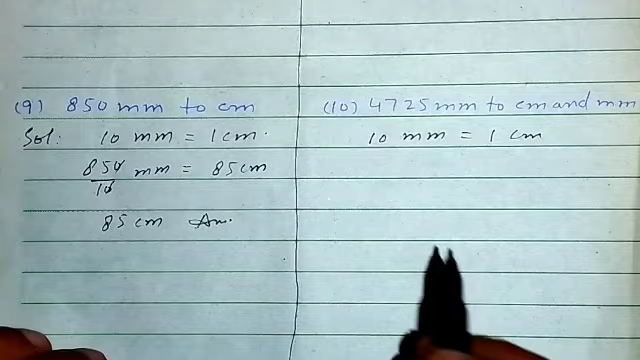 (9) 850 mm to cm
Sol: 10 mm = 1 cm.
850/10 mm = 85 cm
85 cm Ans.
(10) 4725 mm to cm and mm
10 mm = 1 cm